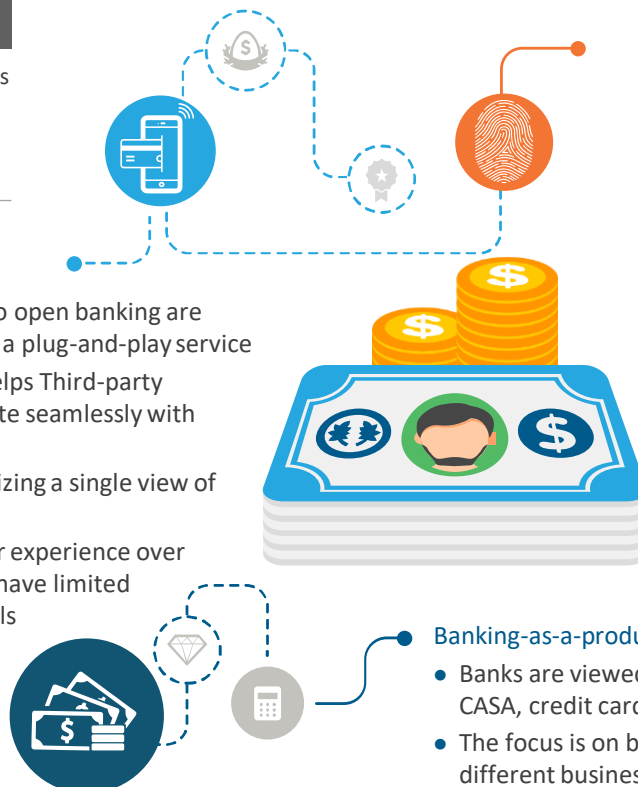 s
o open banking are
a plug-and-play service
elps Third-party
te seamlessly with
izing a single view of
r experience over
have limited
ls
Banking-as-a-produ
• Banks are viewed
CASA, credit card
• The focus is on b
different busines
$
$
$
$
$